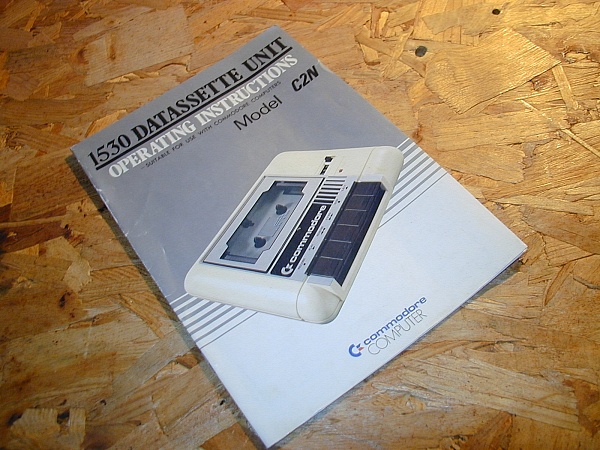 1530 DATASSETTE UNIT
OPERATING INSTRUCTIONS
SUITABLE FOR USE WITH COMMODORE COMPUTERS
Model C2N
commodore
commodore
COMPUTER